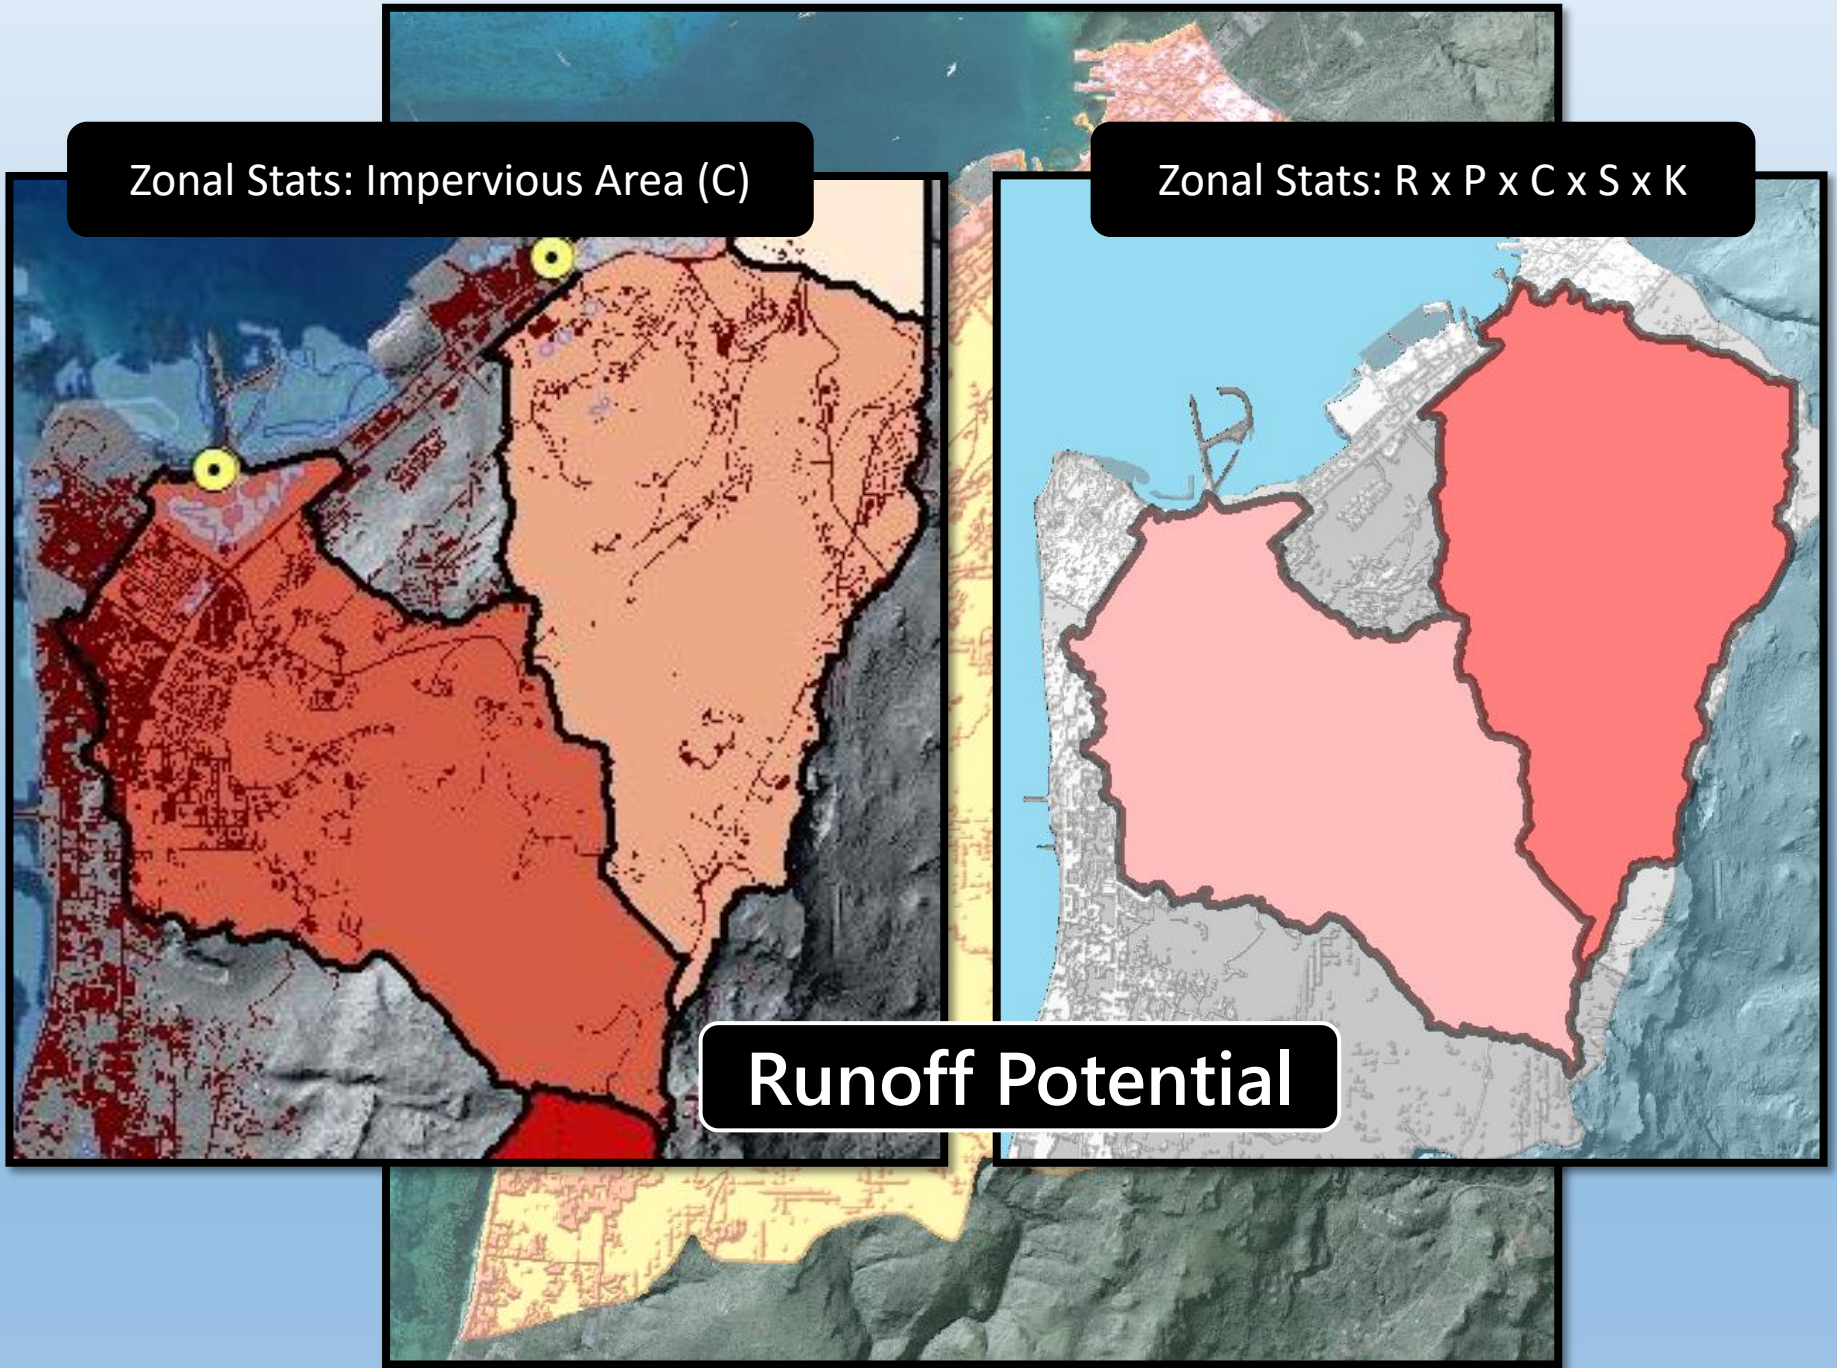 Zonal Stats: Impervious Area (C)
Zonal Stats: R x P x C x S x K
Runoff Potential